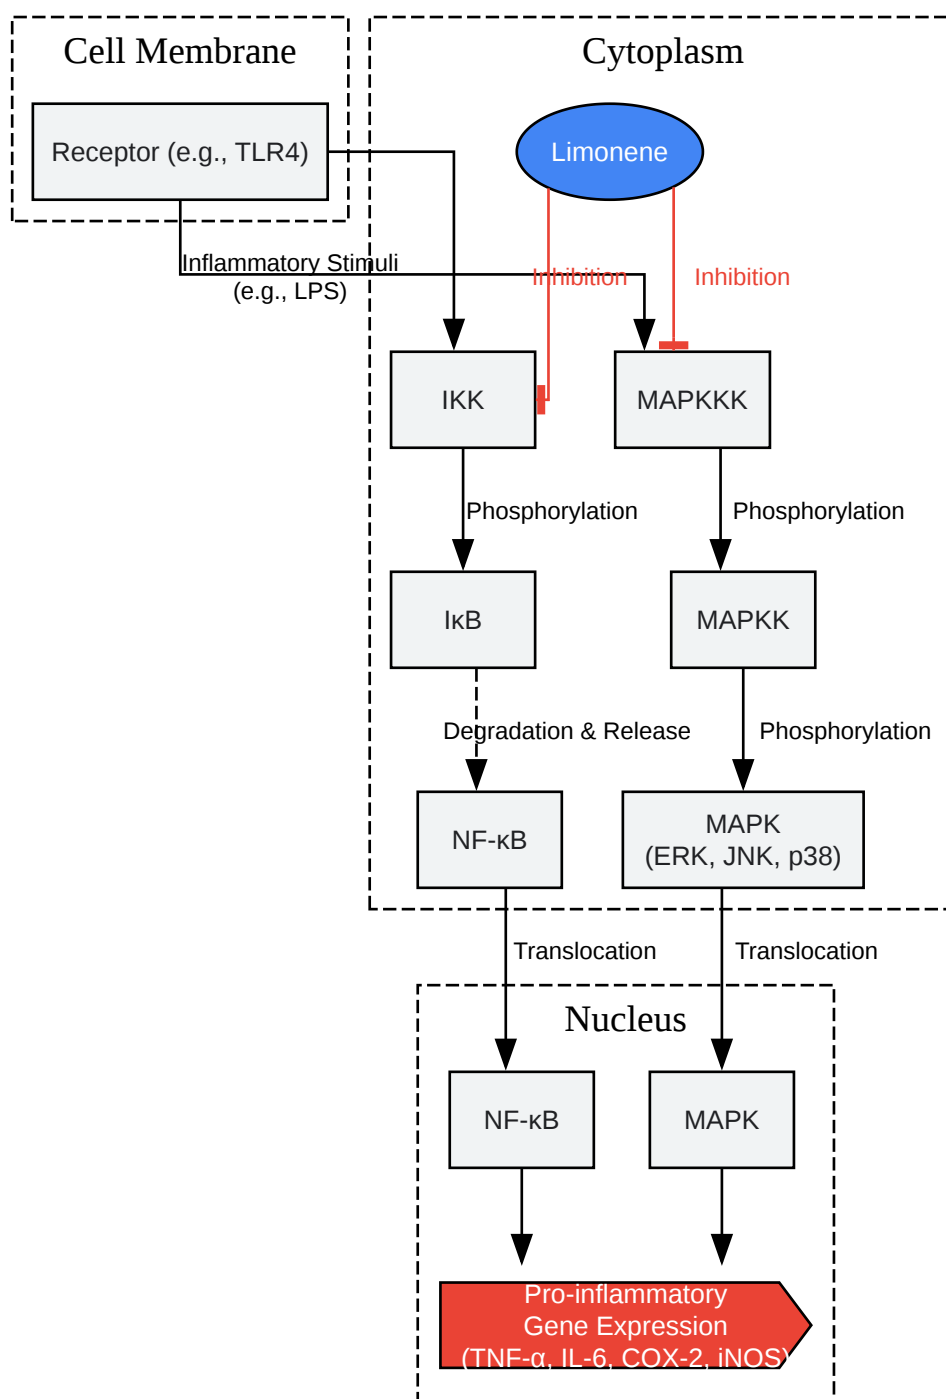 Cell Membrane
Cytoplasm
Receptor (e.g., TLR4)
Limonene
Inflammatory Stimuli
(e.g., LPS)
Inhibition
Inhibition
IKK
MAPKKK
Phosphorylation
Phosphorylation
IκB
MAPKK
Degradation & Release
Phosphorylation
NF-κB
MAPK
(ERK, JNK, p38)
Translocation
Translocation
Nucleus
NF-κB
MAPK
Pro-inflammatory
Gene Expression
(TNF-α, IL-6, COX-2, iNOS)